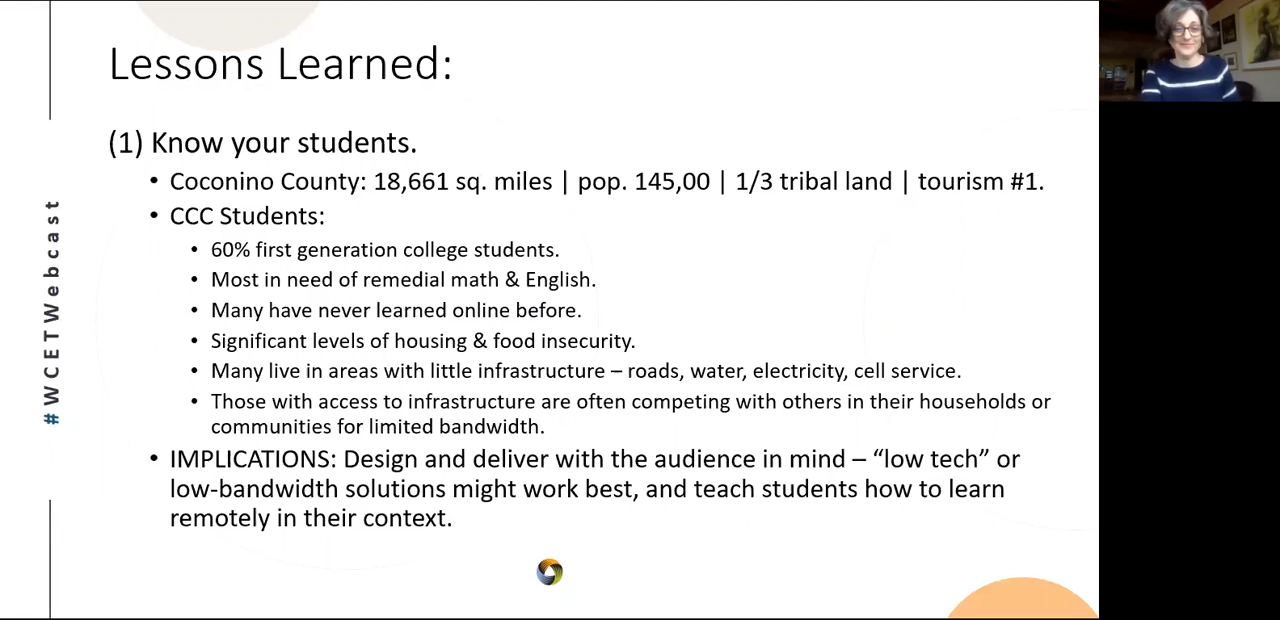 Lessons Learned:
(1) Know your students.
• Coconino County: 18,661 sq. miles | pop. 145,00 | 1/3 tribal land | tourism #1.
• CCC Students:
• 60% first generation college students.
• Most in need of remedial math & English.
• Many have never learned online before.
• Significant levels of housing & food insecurity.
• Many live in areas with little infrastructure – roads, water, electricity, cell service.
• Those with access to infrastructure are often competing with others in their households or
communities for limited bandwidth.
• IMPLICATIONS: Design and deliver with the audience in mind – “low tech” or
low-bandwidth solutions might work best, and teach students how to learn
remotely in their context.
#WCETWebcast